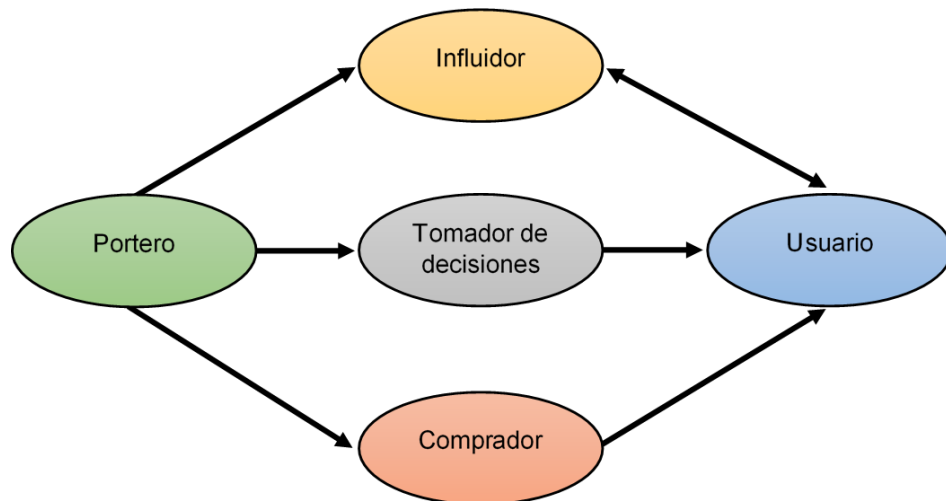 Influidor
Portero
Tomador de
decisiones
Usuario
Comprador